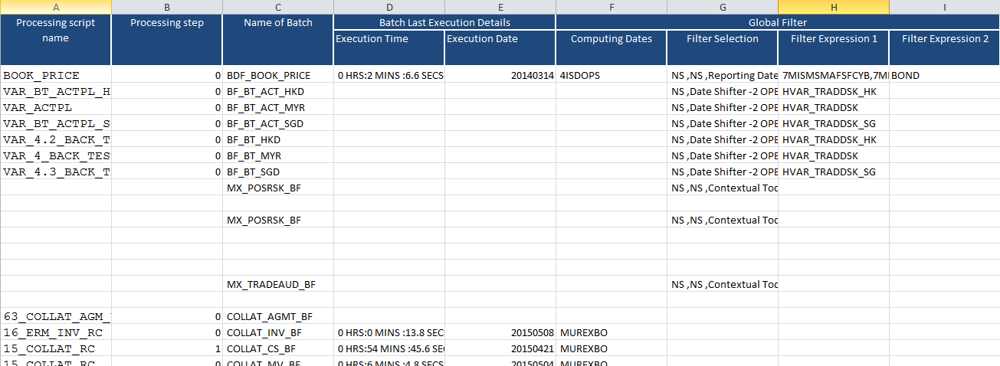 A B C D E F G H I
Processing script name Processing step Name of Batch Batch Last Execution Details Global Filter
Execution Time Execution Date Computing Dates Filter Selection Filter Expression 1 Filter Expression 2
BOOK_PRICE 0 BDF_BOOK_PRICE 0 HRS:2 MINS :6.6 SECS 20140314 4ISDOPS NS ,NS ,Reporting Date 7MISMSMAFSFCYB,7MI BOND
VAR_BT_ACTPL_H 0 BF_BT_ACT_HKD NS ,Date Shifter -2 OPE HVAR_TRADDSK_HK
VAR_ACTPL 0 BF_BT_ACT_MYR NS ,Date Shifter -2 OPE HVAR_TRADDSK
VAR_BT_ACTPL_S 0 BF_BT_ACT_SGD NS ,Date Shifter -2 OPE HVAR_TRADDSK_SG
VAR_4.2_BACK_T 0 BF_BT_HKD NS ,Date Shifter -2 OPE HVAR_TRADDSK_HK
VAR_4_BACK_TES 0 BF_BT_MYR NS ,Date Shifter -2 OPE HVAR_TRADDSK
VAR_4.3_BACK_T 0 BF_BT_SGD NS ,Date Shifter -2 OPE HVAR_TRADDSK_SG
MX_POSRSK_BF NS ,NS ,Contextual Too
MX_POSRSK_BF NS ,NS ,Contextual Too
MX_TRADEAUD_BF NS ,NS ,Contextual Too
63_COLLAT_AGM_ 0 COLLAT_AGMT_BF
16_ERM_INV_RC 0 COLLAT_INV_BF 0 HRS:0 MINS :13.8 SEC 20150508 MUREXBO
15_COLLAT_RC 1 COLLAT_CS_BF 0 HRS:54 MINS :45.6 SE 20150421 MUREXBO
15_COLLAT_RC 0 COLLAT_MV_BF 0 HRS:6 MINS :4.8 SECS 20150504 MUREXBO